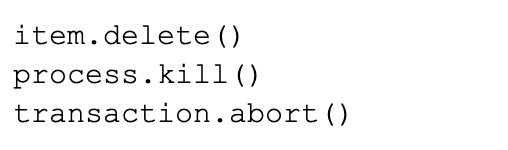 item.delete()
process.kill()
transaction.abort()